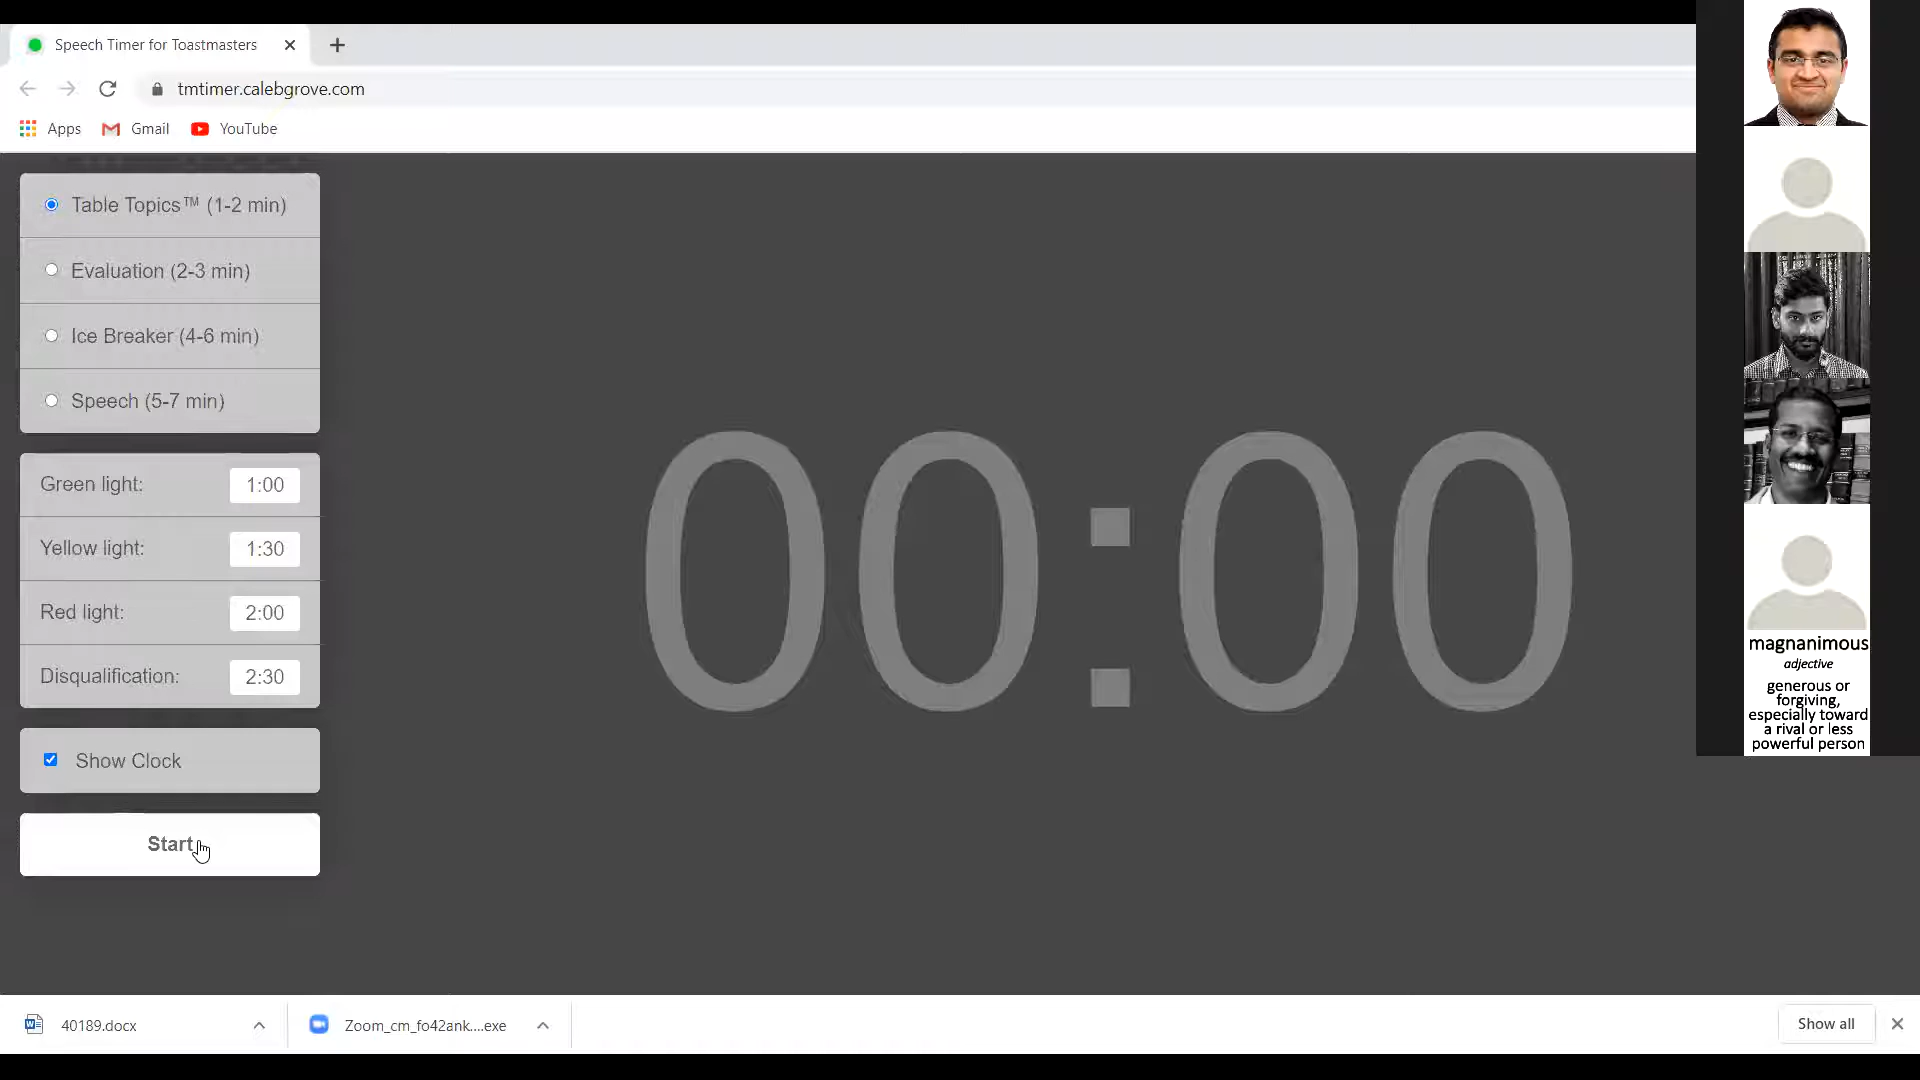 Speech Timer for Toastmasters
tmtimer.calebgrove.com
Apps Gmail YouTube
Table Topics™ (1-2 min)
Evaluation (2-3 min)
Ice Breaker (4-6 min)
Speech (5-7 min)
Green light: 1:00
Yellow light: 1:30
Red light: 2:00
Disqualification: 2:30
Show Clock
Start
00:00
magnanimous
adjective
generous or
forgiving,
especially toward
a rival or less
powerful person
40189.docx
Zoom_cm_fo42ank....exe
Show all